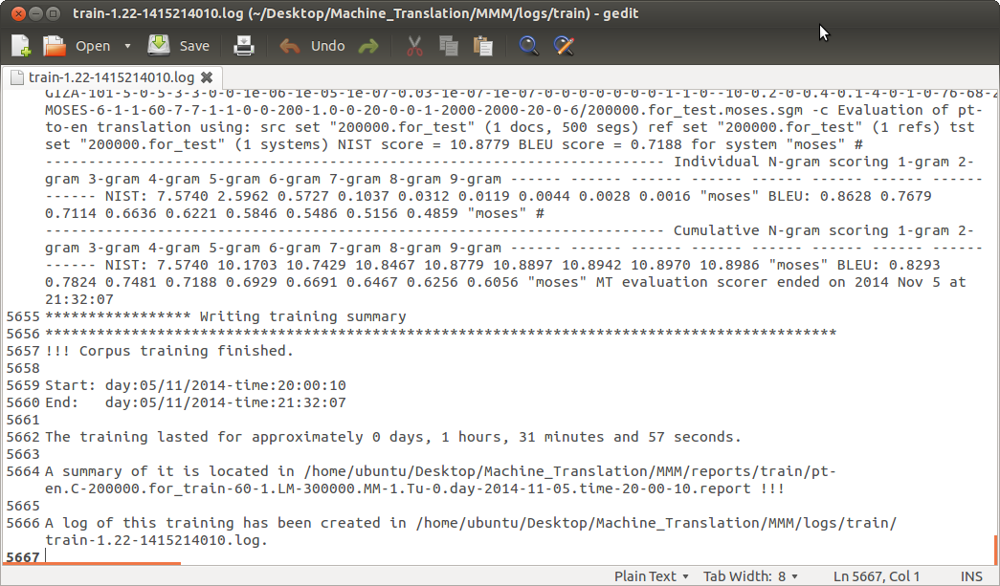 train-1.22-1415214010.log (~/Desktop/Machine_Translation/MMM/logs/train) - gedit
Open Save Undo
train-1.22-1415214010.log
GIZA-101-5-0-5-3-3-0-0-1e-06-1e-05-1e-07-0.03-1e-07-1e-07-0-0-0-0-0-0-0-1-1-0--10-0.2-0-0.4-0.1-4-0-1-0-76-68-2
MOSES-6-1-1-60-7-7-1-1-0-0-200-1.0-0-20-0-0-1-2000-2000-20-0-6/200000.for_test.moses.sgm -c Evaluation of pt-
to-en translation using: src set "200000.for_test" (1 docs, 500 segs) ref set "200000.for_test" (1 refs) tst
set "200000.for_test" (1 systems) NIST score = 10.8779 BLEU score = 0.7188 for system "moses" #
------------------------------------------------------------------------ Individual N-gram scoring 1-gram 2-
gram 3-gram 4-gram 5-gram 6-gram 7-gram 8-gram 9-gram ------ ------ ------ ------ ------ ------ ------ ------
------ NIST: 7.5740 2.5962 0.5727 0.1037 0.0312 0.0119 0.0044 0.0028 0.0016 "moses" BLEU: 0.8628 0.7679
0.7114 0.6636 0.6221 0.5846 0.5486 0.5156 0.4859 "moses" #
------------------------------------------------------------------------ Cumulative N-gram scoring 1-gram 2-
gram 3-gram 4-gram 5-gram 6-gram 7-gram 8-gram 9-gram ------ ------ ------ ------ ------ ------ ------ ------
------ NIST: 7.5740 10.1703 10.7429 10.8467 10.8779 10.8897 10.8942 10.8970 10.8986 "moses" BLEU: 0.8293
0.7824 0.7481 0.7188 0.6929 0.6691 0.6467 0.6256 0.6056 "moses" MT evaluation scorer ended on 2014 Nov 5 at
21:32:07
5655 ***************** Writing training summary
5656 ********************************************************************************************
5657 !!! Corpus training finished.
5658
5659 Start: day:05/11/2014-time:20:00:10
5660 End:   day:05/11/2014-time:21:32:07
5661
5662 The training lasted for approximately 0 days, 1 hours, 31 minutes and 57 seconds.
5663
5664 A summary of it is located in /home/ubuntu/Desktop/Machine_Translation/MMM/reports/train/pt-
en.C-200000.for_train-60-1.LM-300000.MM-1.Tu-0.day-2014-11-05.time-20-00-10.report !!!
5665
5666 A log of this training has been created in /home/ubuntu/Desktop/Machine_Translation/MMM/logs/train/
train-1.22-1415214010.log.
5667
Plain Text Tab Width: 8 Ln 5667, Col 1 INS